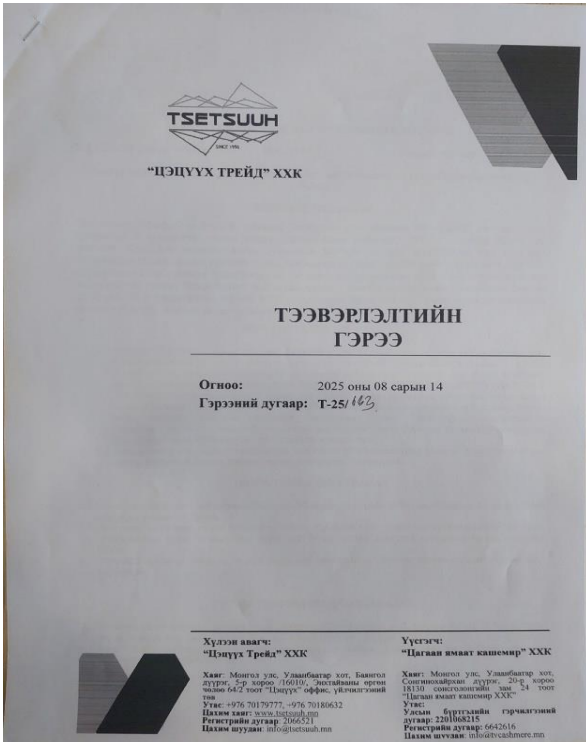 TSETSUUH
SINCE 1996
“ЦЭЦҮҮХ ТРЕЙД” ХХК
ТЭЭВЭРЛЭЛТИЙН
ГЭРЭЭ
Огноо: 2025 оны 08 сарын 14
Гэрээний дугаар: Т-25/663
Хүлээн авагч:
“Цэцүүх Трейд” ХХК
Хаяг: Монгол улс, Улаанбаатар хот, Баянгол
дүүрэг, 5-р хороо /16010/, Энхтайваны өргөн
чөлөө 64/2 тоот “Цэцүүх” оффис, үйлчилгээний
төв
Утас: +976 70179777, +976 70180632
Цахим хаяг: www.tsetsuuh.mn
Регистрийн дугаар: 2066521
Цахим шуудан: info@tsetsuuh.mn
Үүсгэгч:
“Цагаан ямаат кашемир” ХХК
Хаяг: Монгол улс, Улаанбаатар хот,
Сонгинохайрхан дүүрэг, 20-р хороо
18130 сонсголонгийн зам 24 тоот
“Цагаан ямаат кашемир ХХК”
Утас:
Улсын бүртгэлийн гэрчилгээний
дугаар: 2201068215
Регистрийн дугаар: 6642616
Цахим шуудан: info@tvcashmere.mn